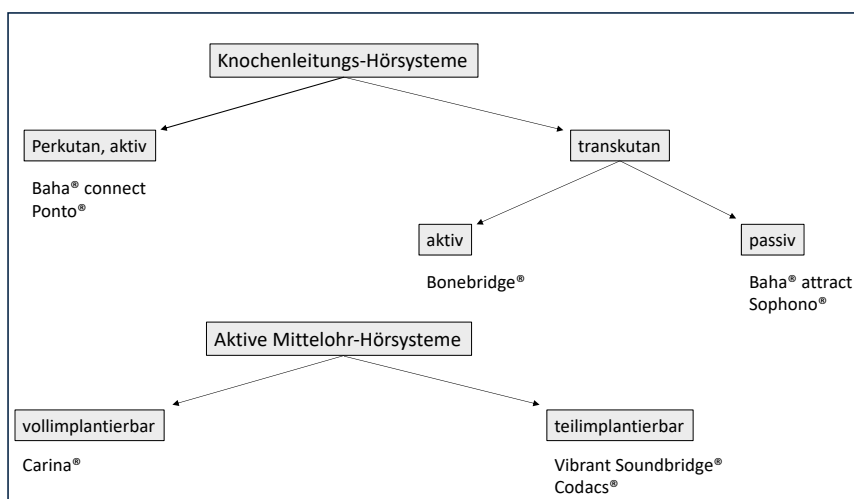 Knochenleitungs-Hörsysteme
Perkutan, aktiv
transkutan
Baha® connect
Ponto®
aktiv
passiv
Bonebridge®
Baha® attract
Sophono®
Aktive Mittelohr-Hörsysteme
vollimplantierbar
teilimplantierbar
Carina®
Vibrant Soundbridge®
Codacs®